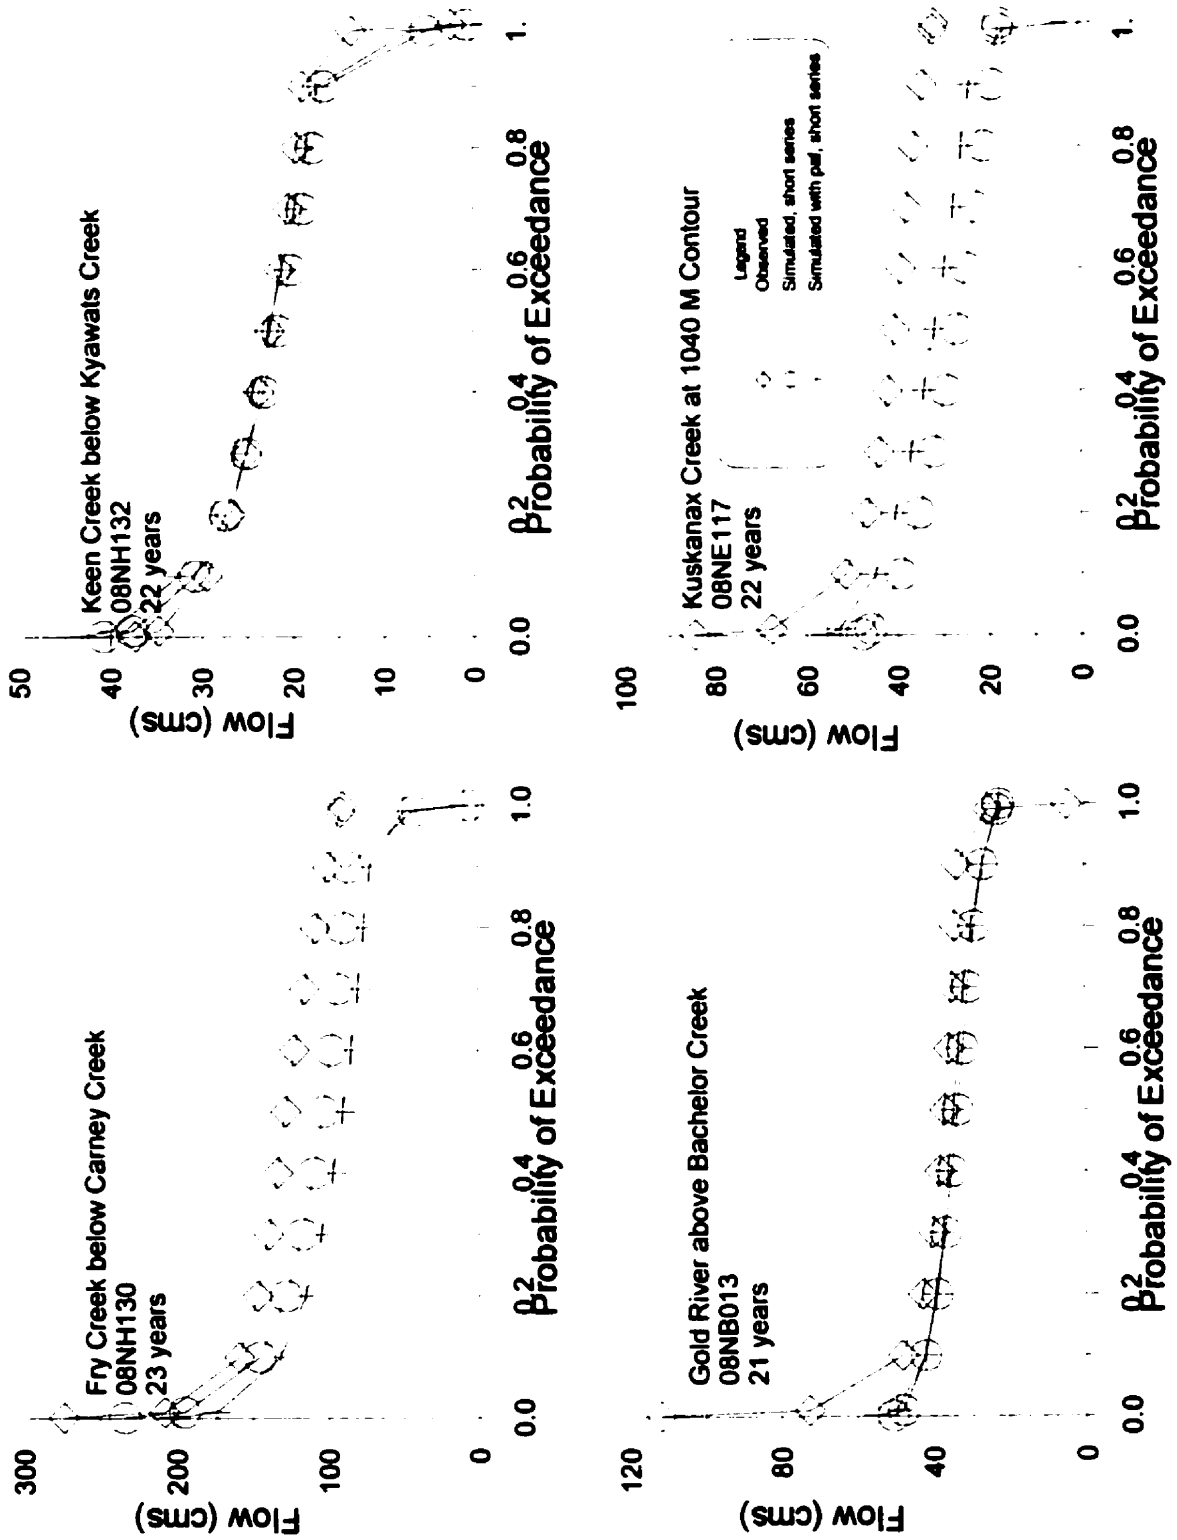 Fry Creek below Carney Creek
08NH130
23 years
300
200
100
0
Flow (cms)
0.0
0.2
0.4
0.6
0.8
1.0
Probability of Exceedance
Keen Creek below Kyawats Creek
08NH132
22 years
50
40
30
20
10
0
Flow (cms)
0.0
0.2
0.4
0.6
0.8
1.
Probability of Exceedance
Gold River above Bachelor Creek
08NB013
21 years
120
80
40
0
Flow (cms)
0.0
0.2
0.4
0.6
0.8
1.0
Probability of Exceedance
Kuskanax Creek at 1040 M Contour
08NE117
22 years
Legend
Observed
Simulated, short series
Simulated with pal, short series
100
80
60
40
20
0
Flow (cms)
0.0
0.2
0.4
0.6
0.8
1.
Probability of Exceedance